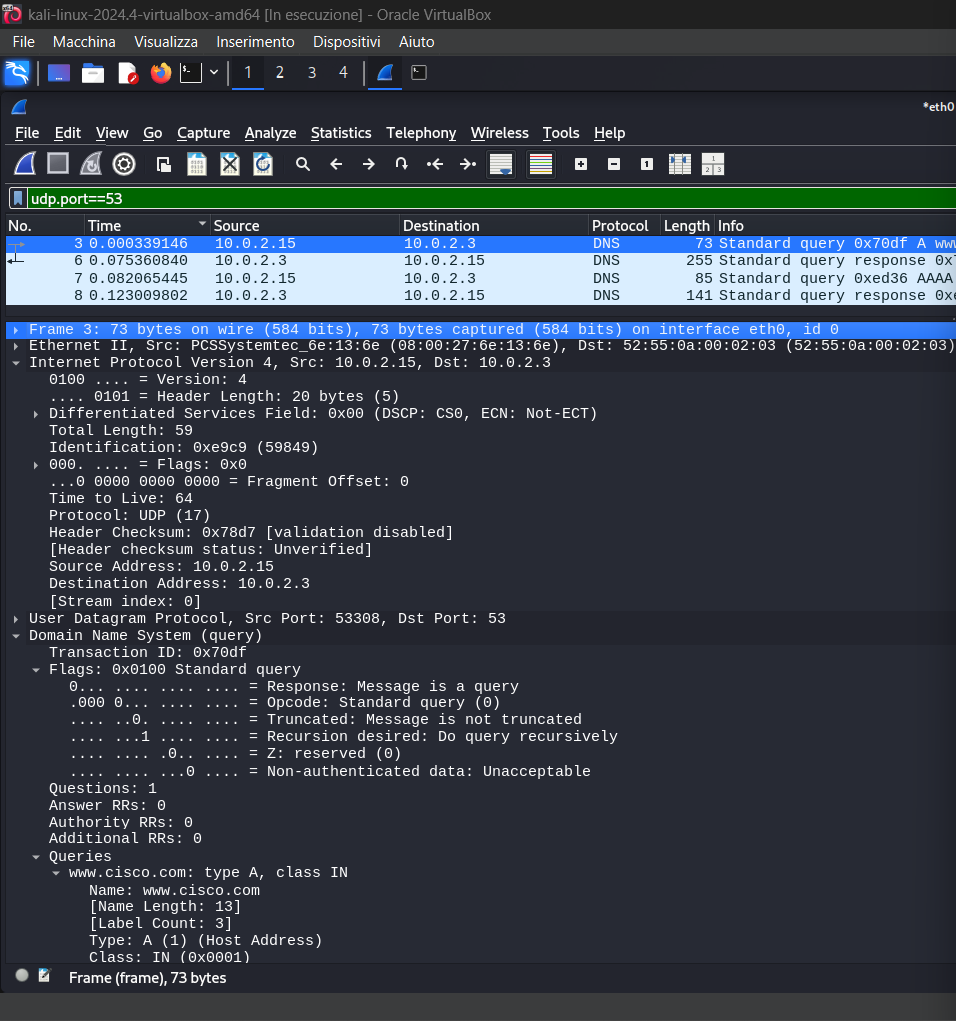 kali-linux-2024.4-virtualbox-amd64 [In esecuzione] - Oracle VirtualBox
File Macchina Visualizza Inserimento Dispositivi Aiuto
1 2 3 4
*eth0
File Edit View Go Capture Analyze Statistics Telephony Wireless Tools Help
udp.port==53
No. Time Source Destination Protocol Length Info
3 0.000339146 10.0.2.15 10.0.2.3 DNS 73 Standard query 0x70df A www
6 0.075360840 10.0.2.3 10.0.2.15 DNS 255 Standard query response 0x7
7 0.082065445 10.0.2.15 10.0.2.3 DNS 85 Standard query 0xed36 AAAA
8 0.123009802 10.0.2.3 10.0.2.15 DNS 141 Standard query response 0xe
Frame 3: 73 bytes on wire (584 bits), 73 bytes captured (584 bits) on interface eth0, id 0
Ethernet II, Src: PCSSystemtec_6e:13:6e (08:00:27:6e:13:6e), Dst: 52:55:0a:00:02:03 (52:55:0a:00:02:03)
Internet Protocol Version 4, Src: 10.0.2.15, Dst: 10.0.2.3
0100 .... = Version: 4
.... 0101 = Header Length: 20 bytes (5)
Differentiated Services Field: 0x00 (DSCP: CS0, ECN: Not-ECT)
Total Length: 59
Identification: 0xe9c9 (59849)
000. .... = Flags: 0x0
...0 0000 0000 0000 = Fragment Offset: 0
Time to Live: 64
Protocol: UDP (17)
Header Checksum: 0x78d7 [validation disabled]
[Header checksum status: Unverified]
Source Address: 10.0.2.15
Destination Address: 10.0.2.3
[Stream index: 0]
User Datagram Protocol, Src Port: 53308, Dst Port: 53
Domain Name System (query)
Transaction ID: 0x70df
Flags: 0x0100 Standard query
0... .... .... .... = Response: Message is a query
.000 0... .... .... = Opcode: Standard query (0)
.... ..0. .... .... = Truncated: Message is not truncated
.... ...1 .... .... = Recursion desired: Do query recursively
.... .... .0.. .... = Z: reserved (0)
.... .... ...0 .... = Non-authenticated data: Unacceptable
Questions: 1
Answer RRs: 0
Authority RRs: 0
Additional RRs: 0
Queries
www.cisco.com: type A, class IN
Name: www.cisco.com
[Name Length: 13]
[Label Count: 3]
Type: A (1) (Host Address)
Class: IN (0x0001)
Frame (frame), 73 bytes